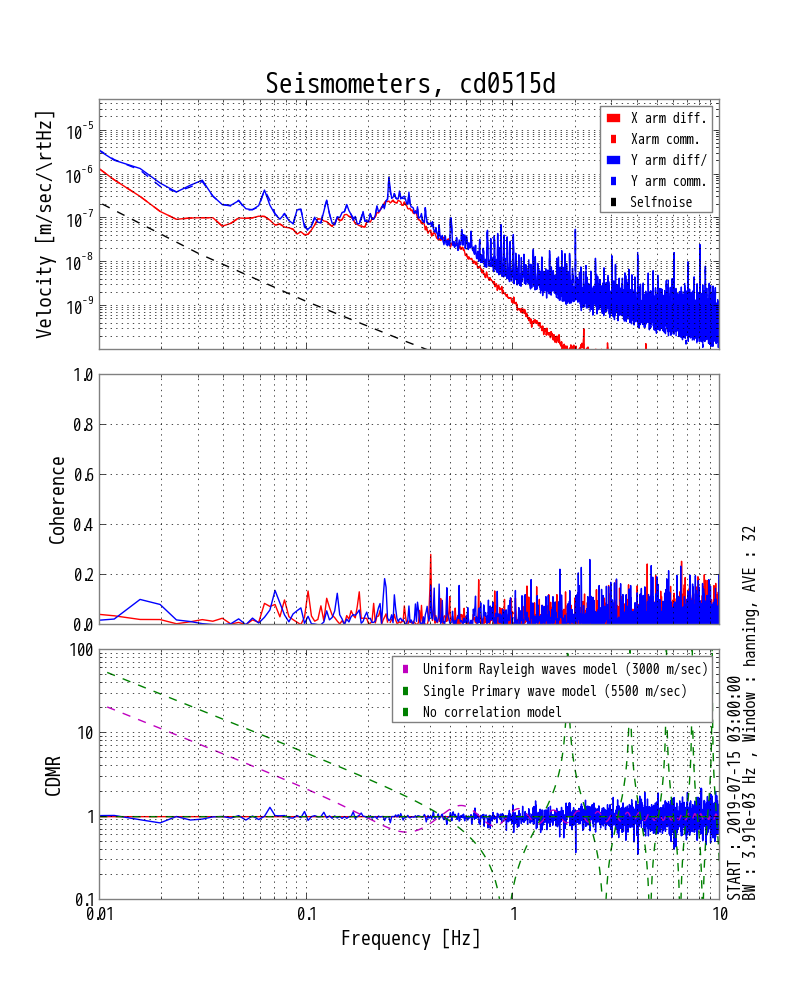 Seismometers, cd0515d
Velocity [m/sec/\rtHz]
10^-5
10^-6
10^-7
10^-8
10^-9
X arm diff.
Xarm comm.
Y arm diff/
Y arm comm.
Selfnoise
Coherence
1.0
0.8
0.6
0.4
0.2
0.0
CDMR
100
10
1
0.1
Uniform Rayleigh waves model (3000 m/sec)
Single Primary wave model (5500 m/sec)
No correlation model
0.01
0.1
1
10
Frequency [Hz]
START : 2019-07-15 03:00:00
BW : 3.91e-03 Hz , Window : hanning, AVE : 32